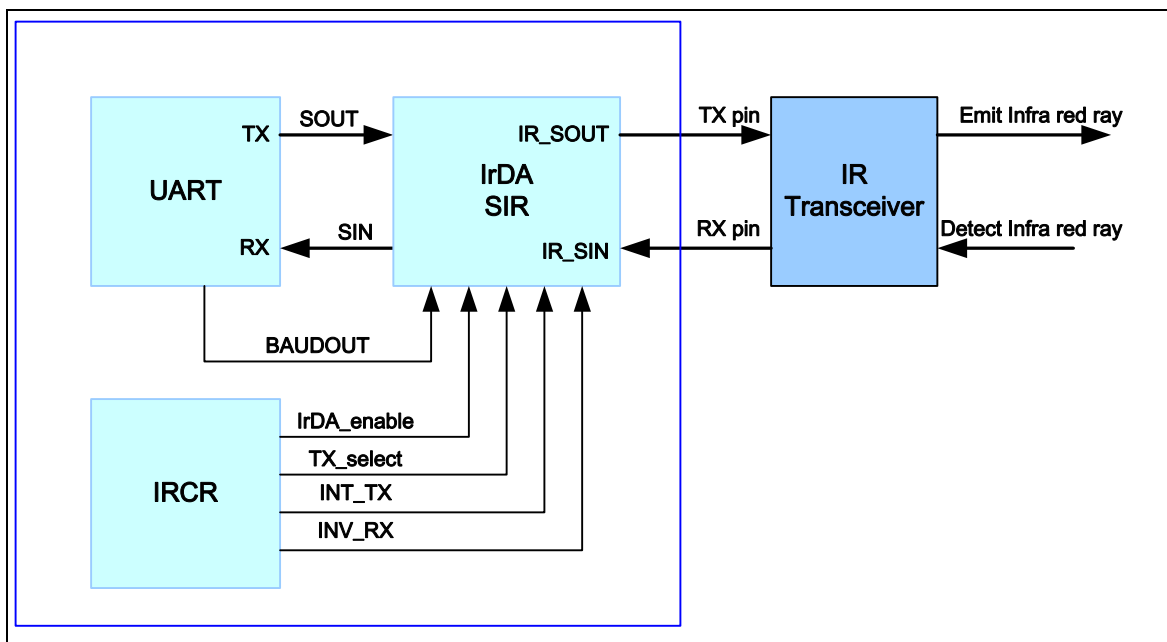 TX
SOUT
IR_SOUT
TX pin
Emit Infra red ray
UART
IrDA
SIR
IR
Transceiver
RX
SIN
IR_SIN
RX pin
Detect Infra red ray
BAUDOUT
IRCR
IrDA_enable
TX_select
INT_TX
INV_RX